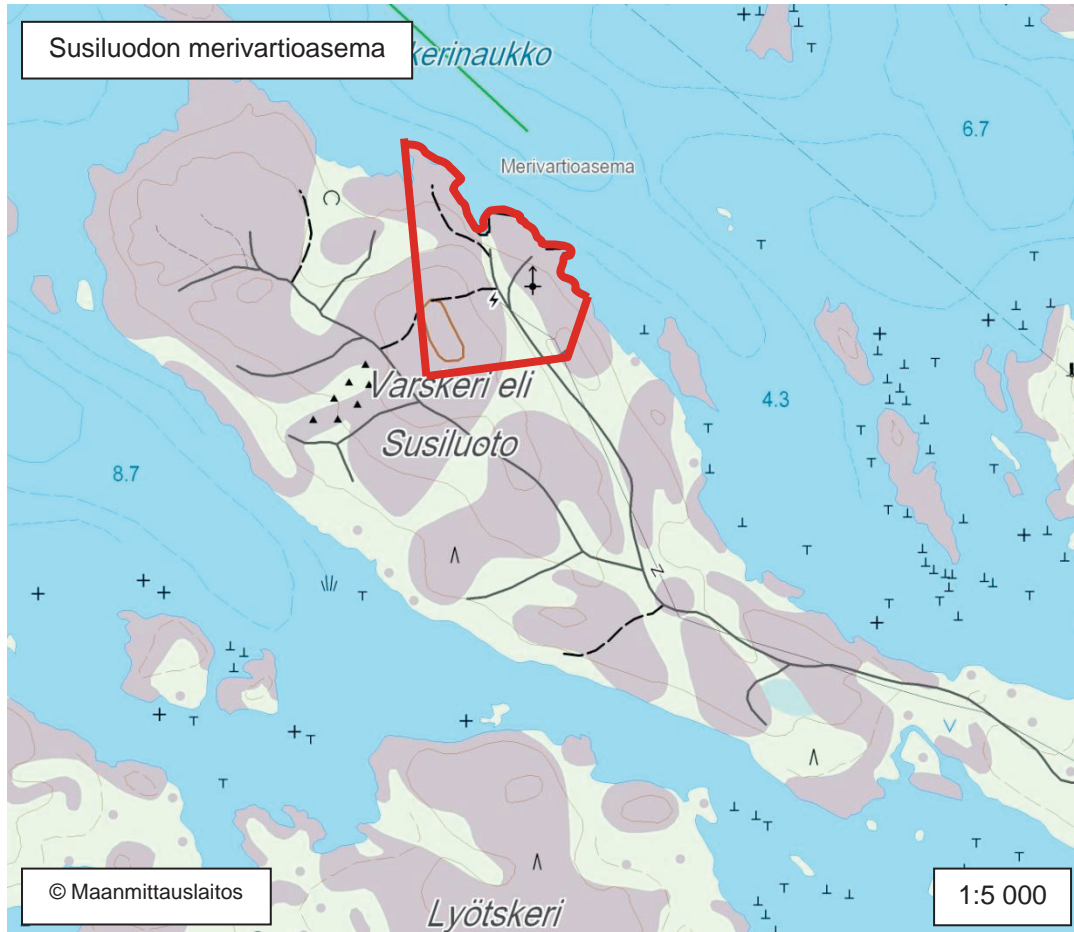 Susiluodon merivartioasema
kerinaukko
6.7
Merivartioasema
Varskeri eli
Susiluoto
4.3
8.7
© Maanmittauslaitos
1:5 000
Lyötskeri